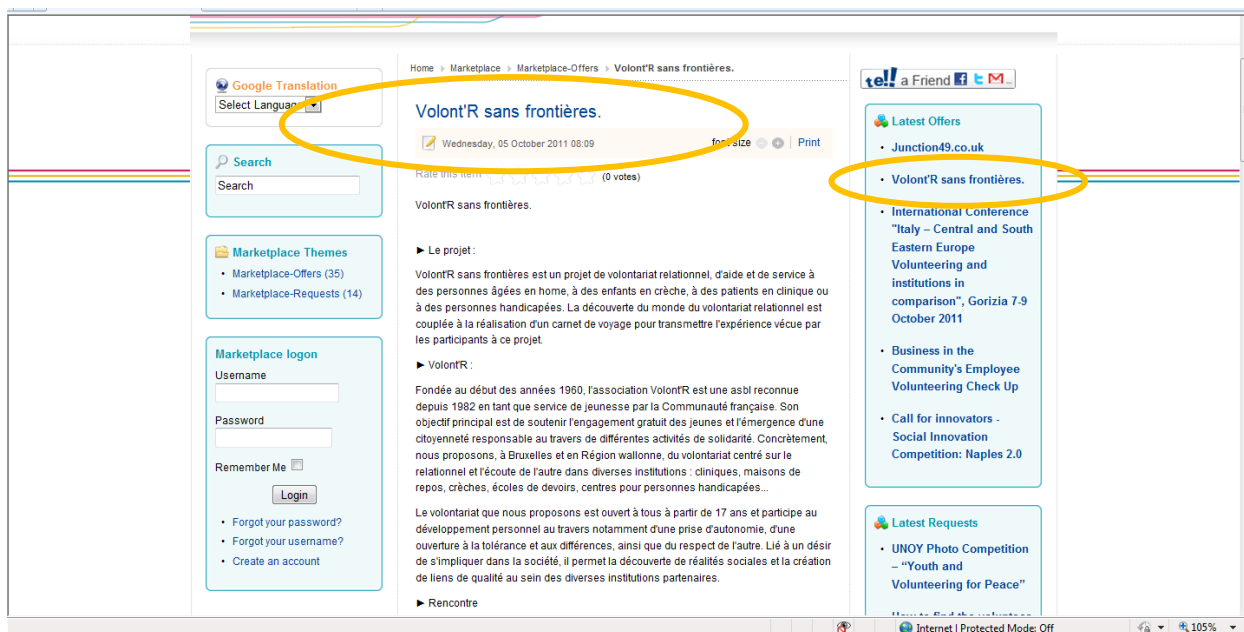 Google Translation
Select Languag
Search
Search
Marketplace Themes
• Marketplace-Offers (35)
• Marketplace-Requests (14)
Marketplace logon
Username
Password
Remember Me
Login
• Forgot your password?
• Forgot your username?
• Create an account
Home Marketplace Marketplace-Offers Volont'R sans frontières.
Volont'R sans frontières.
Wednesday, 05 October 2011 08:09 font size Print
Rate this item (0 votes)
Volont'R sans frontières.
► Le projet :
Volont'R sans frontières est un projet de volontariat relationnel, d'aide et de service à
des personnes âgées en home, à des enfants en crèche, à des patients en clinique ou
à des personnes handicapées. La découverte du monde du volontariat relationnel est
couplée à la réalisation d'un carnet de voyage pour transmettre l'expérience vécue par
les participants à ce projet.
► Volont'R :
Fondée au début des années 1960, l'association Volont'R est une asbl reconnue
depuis 1982 en tant que service de jeunesse par la Communauté française. Son
objectif principal est de soutenir l'engagement gratuit des jeunes et l'émergence d'une
citoyenneté responsable au travers de différentes activités de solidarité. Concrètement,
nous proposons, à Bruxelles et en Région wallonne, du volontariat centré sur le
relationnel et l'écoute de l'autre dans diverses institutions : cliniques, maisons de
repos, crèches, écoles de devoirs, centres pour personnes handicapées...
Le volontariat que nous proposons est ouvert à tous à partir de 17 ans et participe au
développement personnel au travers notamment d'une prise d'autonomie, d'une
ouverture à la tolérance et aux différences, ainsi que du respect de l'autre. Lié à un désir
de s'impliquer dans la société, il permet la découverte de réalités sociales et la création
de liens de qualité au sein des diverses institutions partenaires.
► Rencontre
tell a Friend
Latest Offers
• Junction49.co.uk
• Volont'R sans frontières.
• International Conference
"Italy – Central and South
Eastern Europe
Volunteering and
institutions in
comparison", Gorizia 7-9
October 2011
• Business in the
Community's Employee
Volunteering Check Up
• Call for innovators -
Social Innovation
Competition: Naples 2.0
Latest Requests
• UNOY Photo Competition
– "Youth and
Volunteering for Peace"
• How to find the volunteer
Internet | Protected Mode: Off 105%